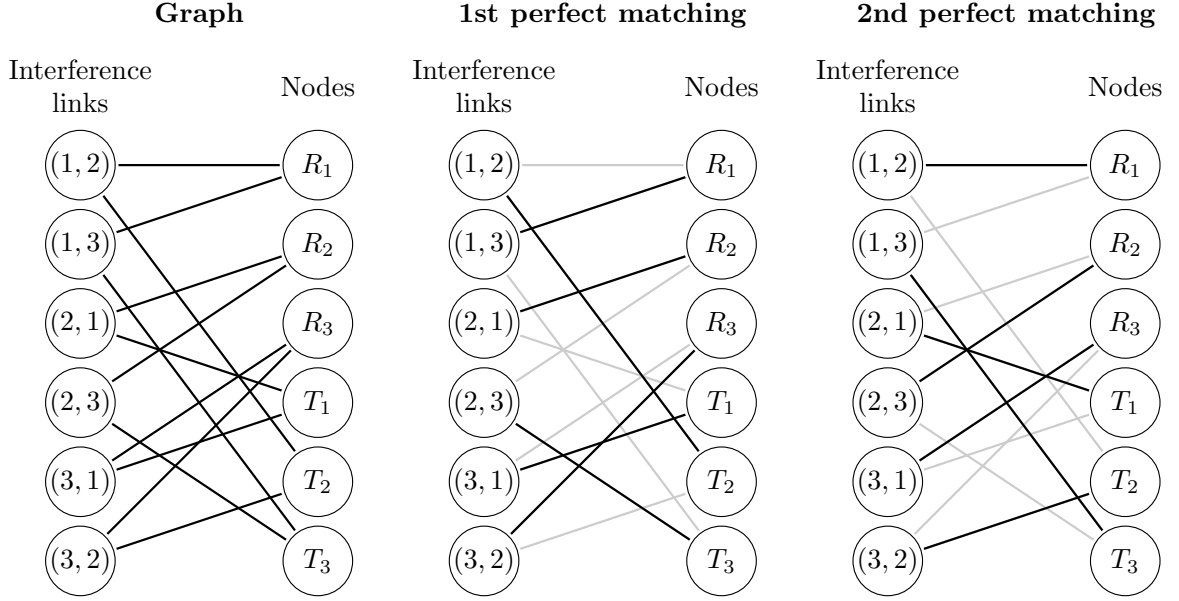 Graph
1st perfect matching
2nd perfect matching
Interference
links
Nodes
Interference
links
Nodes
Interference
links
Nodes
(1, 2) R₁ (1, 2) R₁ (1, 2) R₁
(1, 3) R₂ (1, 3) R₂ (1, 3) R₂
(2, 1) R₃ (2, 1) R₃ (2, 1) R₃
(2, 3) T₁ (2, 3) T₁ (2, 3) T₁
(3, 1) T₂ (3, 1) T₂ (3, 1) T₂
(3, 2) T₃ (3, 2) T₃ (3, 2) T₃